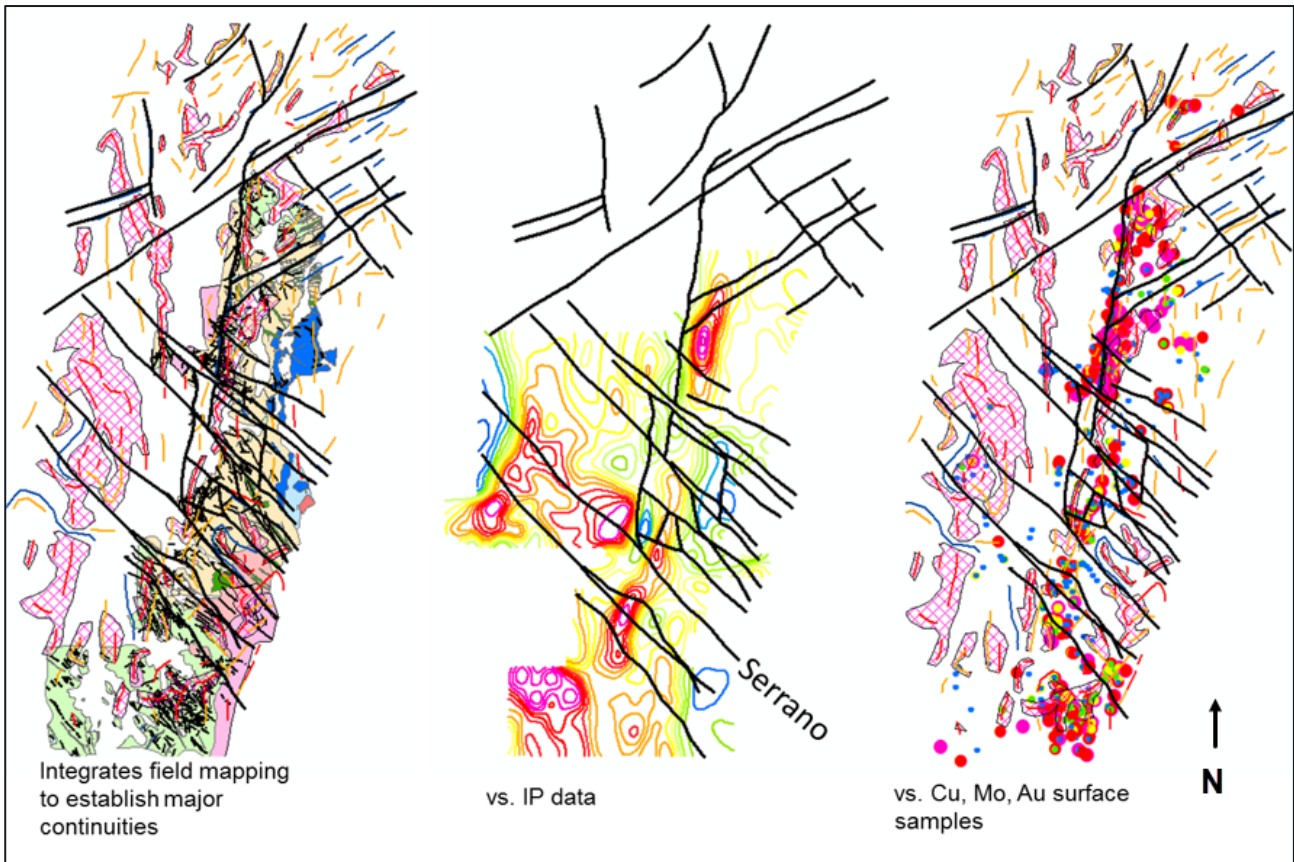 Serrano
N
Integrates field mapping
to establish major
continuities
vs. IP data
vs. Cu, Mo, Au surface
samples